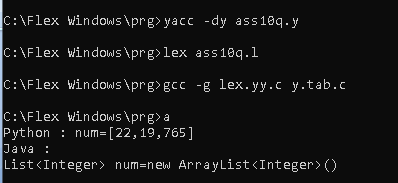 C:\Flex Windows\prg>yacc -dy ass10q.y
C:\Flex Windows\prg>lex ass10q.l
C:\Flex Windows\prg>gcc -g lex.yy.c y.tab.c
C:\Flex Windows\prg>a
Python : num=[22,19,765]
Java :
List<Integer> num=new ArrayList<Integer>()